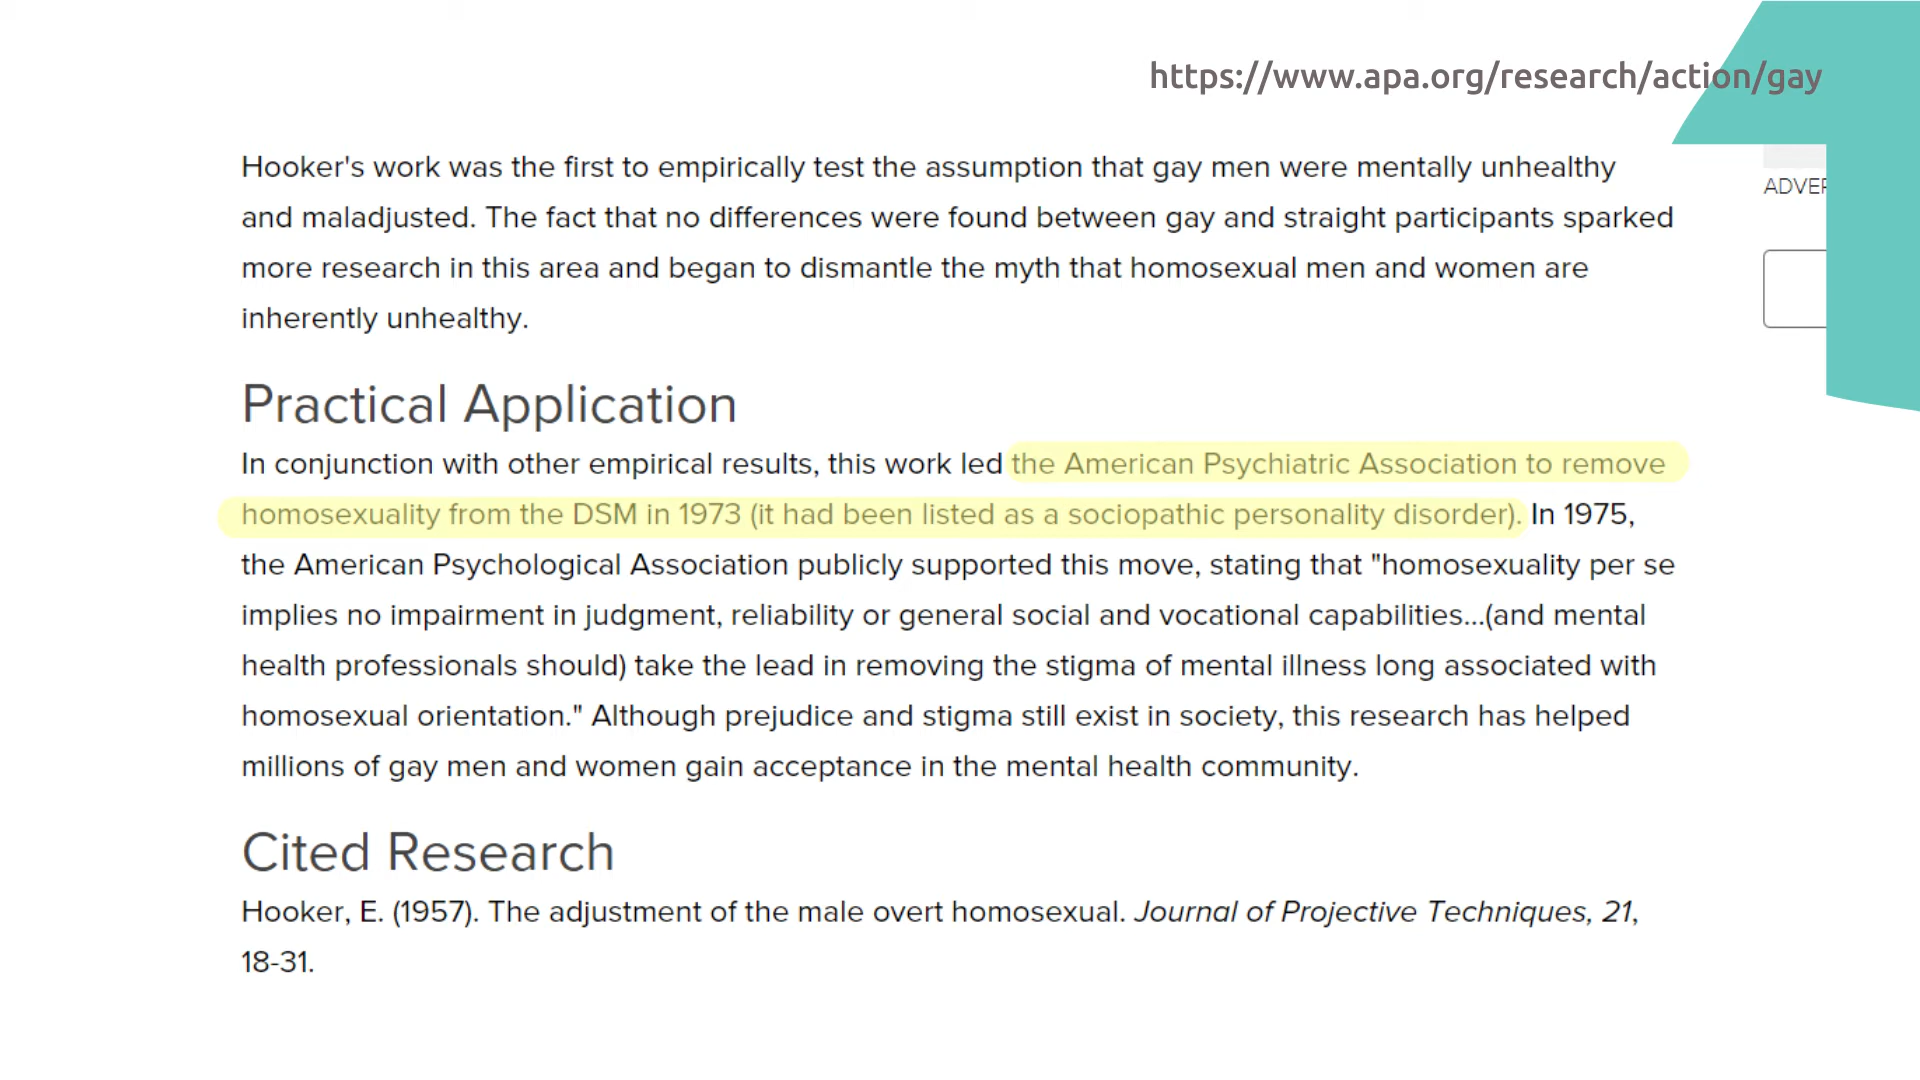 https://www.apa.org/research/action/gay
Hooker's work was the first to empirically test the assumption that gay men were mentally unhealthy
and maladjusted. The fact that no differences were found between gay and straight participants sparked
more research in this area and began to dismantle the myth that homosexual men and women are
inherently unhealthy.
ADVER
Practical Application
In conjunction with other empirical results, this work led the American Psychiatric Association to remove
homosexuality from the DSM in 1973 (it had been listed as a sociopathic personality disorder). In 1975,
the American Psychological Association publicly supported this move, stating that "homosexuality per se
implies no impairment in judgment, reliability or general social and vocational capabilities...(and mental
health professionals should) take the lead in removing the stigma of mental illness long associated with
homosexual orientation." Although prejudice and stigma still exist in society, this research has helped
millions of gay men and women gain acceptance in the mental health community.
Cited Research
Hooker, E. (1957). The adjustment of the male overt homosexual. Journal of Projective Techniques, 21,
18-31.